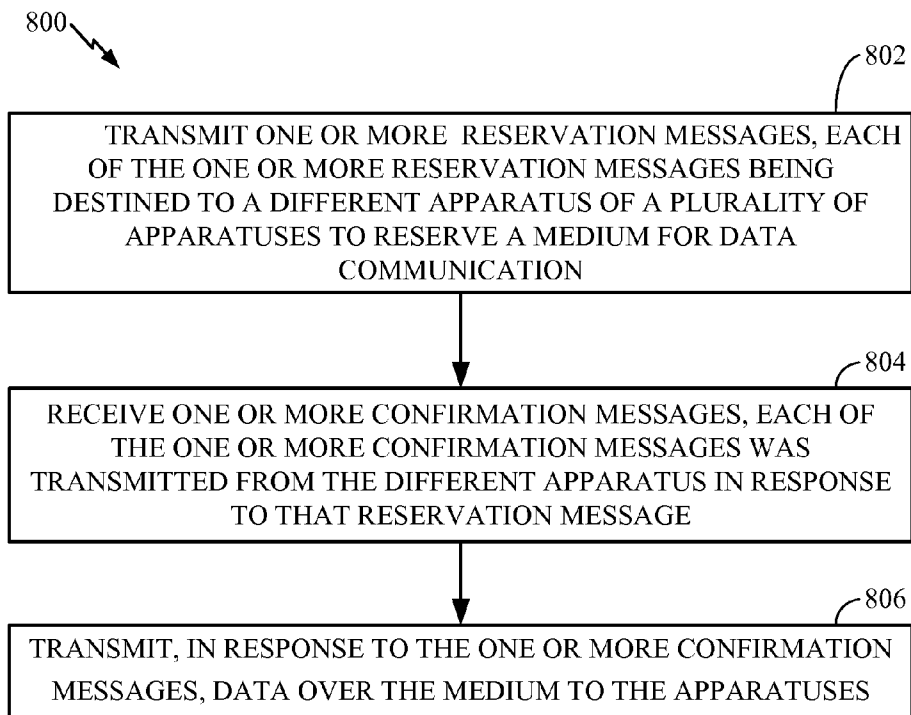 800
802
TRANSMIT ONE OR MORE RESERVATION MESSAGES, EACH
OF THE ONE OR MORE RESERVATION MESSAGES BEING
DESTINED TO A DIFFERENT APPARATUS OF A PLURALITY OF
APPARATUSES TO RESERVE A MEDIUM FOR DATA
COMMUNICATION
804
RECEIVE ONE OR MORE CONFIRMATION MESSAGES, EACH OF
THE ONE OR MORE CONFIRMATION MESSAGES WAS
TRANSMITTED FROM THE DIFFERENT APPARATUS IN RESPONSE
TO THAT RESERVATION MESSAGE
806
TRANSMIT, IN RESPONSE TO THE ONE OR MORE CONFIRMATION
MESSAGES, DATA OVER THE MEDIUM TO THE APPARATUSES